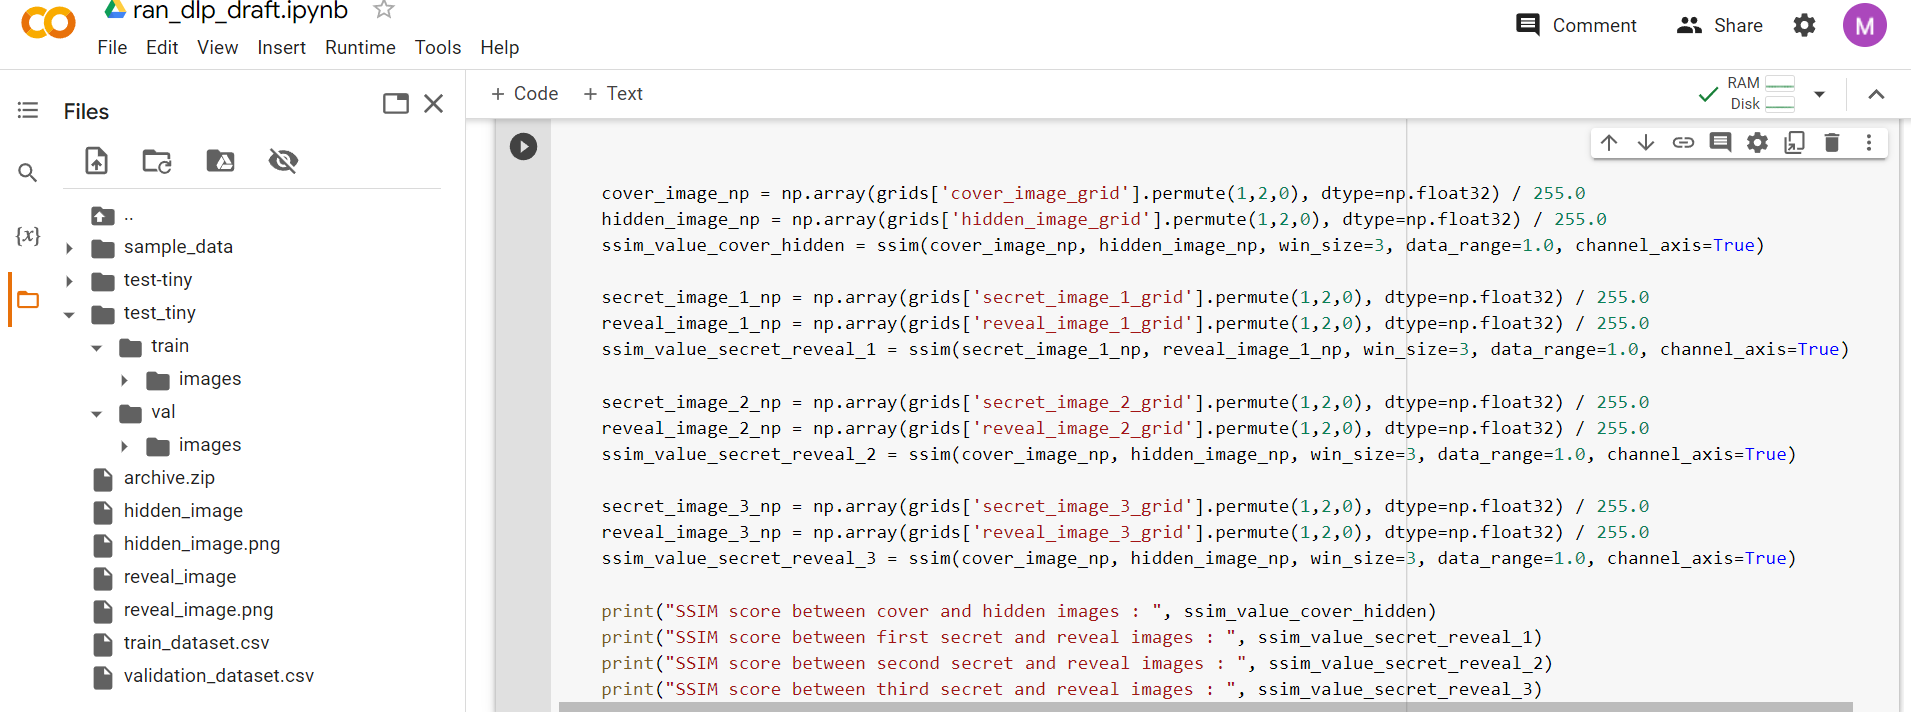 ran_dlp_draft.ipynb
File Edit View Insert Runtime Tools Help
Comment Share M
Files
+ Code + Text
RAM
Disk
{x}
..
sample_data
test-tiny
test_tiny
train
images
val
images
archive.zip
hidden_image
hidden_image.png
reveal_image
reveal_image.png
train_dataset.csv
validation_dataset.csv
cover_image_np = np.array(grids['cover_image_grid'].permute(1,2,0), dtype=np.float32) / 255.0
hidden_image_np = np.array(grids['hidden_image_grid'].permute(1,2,0), dtype=np.float32) / 255.0
ssim_value_cover_hidden = ssim(cover_image_np, hidden_image_np, win_size=3, data_range=1.0, channel_axis=True)
secret_image_1_np = np.array(grids['secret_image_1_grid'].permute(1,2,0), dtype=np.float32) / 255.0
reveal_image_1_np = np.array(grids['reveal_image_1_grid'].permute(1,2,0), dtype=np.float32) / 255.0
ssim_value_secret_reveal_1 = ssim(secret_image_1_np, reveal_image_1_np, win_size=3, data_range=1.0, channel_axis=True)
secret_image_2_np = np.array(grids['secret_image_2_grid'].permute(1,2,0), dtype=np.float32) / 255.0
reveal_image_2_np = np.array(grids['reveal_image_2_grid'].permute(1,2,0), dtype=np.float32) / 255.0
ssim_value_secret_reveal_2 = ssim(cover_image_np, hidden_image_np, win_size=3, data_range=1.0, channel_axis=True)
secret_image_3_np = np.array(grids['secret_image_3_grid'].permute(1,2,0), dtype=np.float32) / 255.0
reveal_image_3_np = np.array(grids['reveal_image_3_grid'].permute(1,2,0), dtype=np.float32) / 255.0
ssim_value_secret_reveal_3 = ssim(cover_image_np, hidden_image_np, win_size=3, data_range=1.0, channel_axis=True)
print("SSIM score between cover and hidden images : ", ssim_value_cover_hidden)
print("SSIM score between first secret and reveal images : ", ssim_value_secret_reveal_1)
print("SSIM score between second secret and reveal images : ", ssim_value_secret_reveal_2)
print("SSIM score between third secret and reveal images : ", ssim_value_secret_reveal_3)